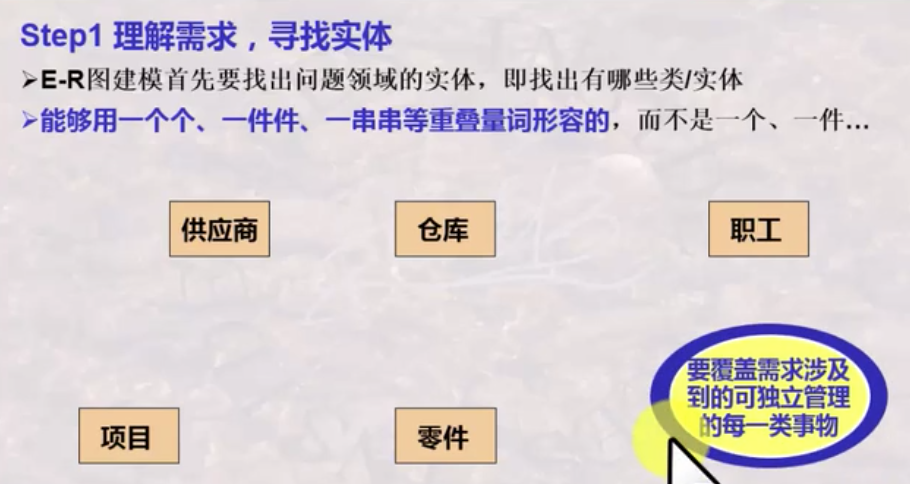 Step1 理解需求，寻找实体
➢E-R图建模首先要找出问题领域的实体，即找出有哪些类/实体
➢能够用一个个、一件件、一串串等重叠量词形容的，而不是一个、一件...
供应商
仓库
职工
要覆盖需求涉及
到的可独立管理
的每一类事物
项目
零件